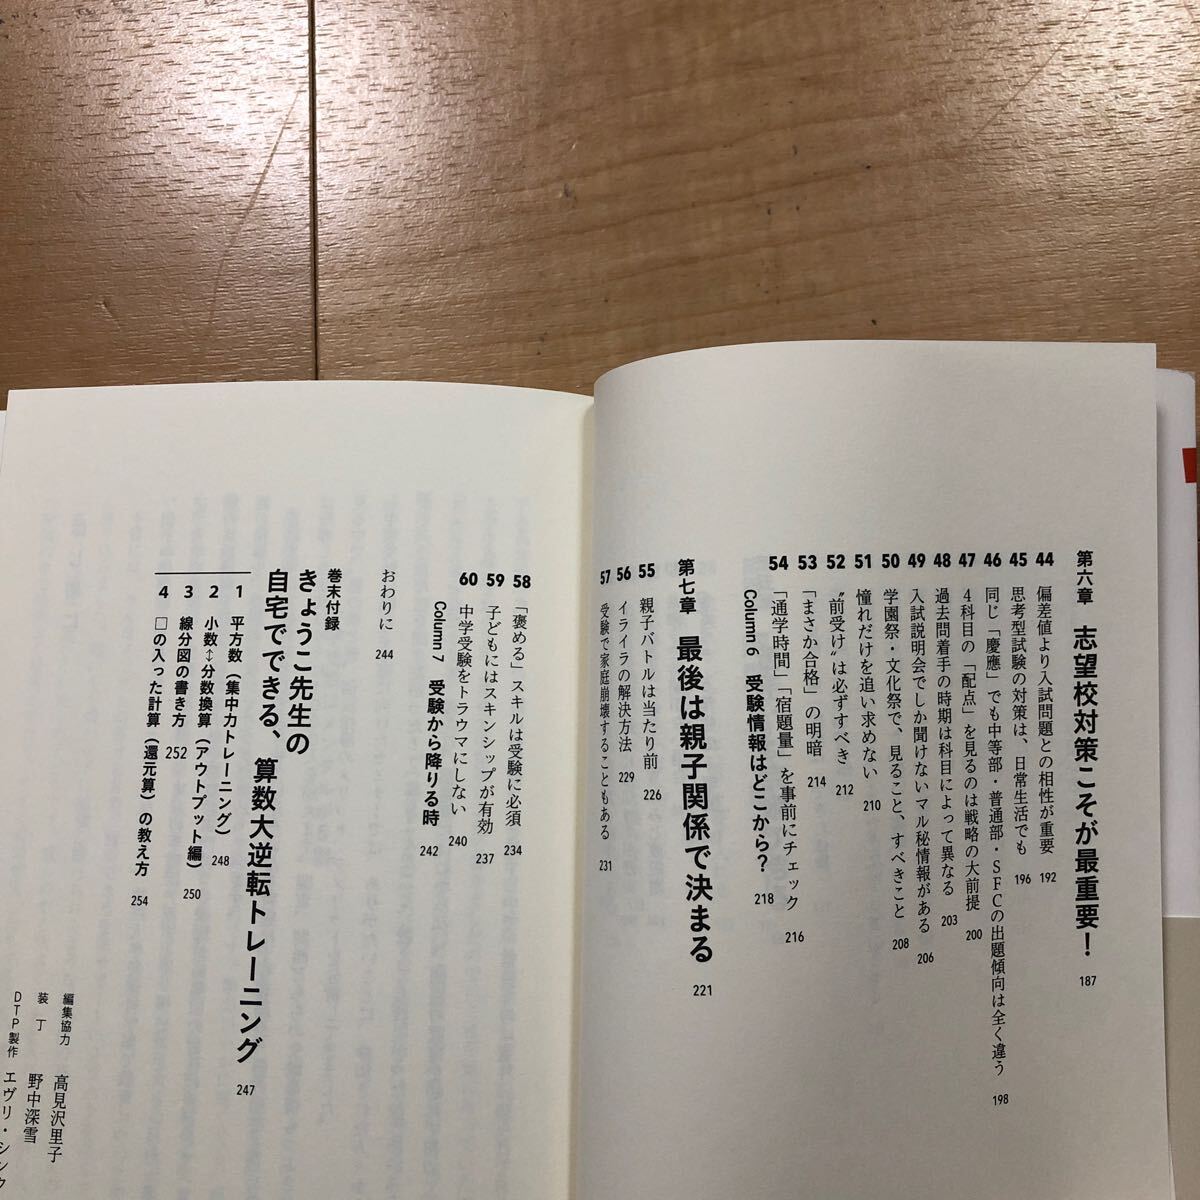 第六章 志望校対策こそが最重要! 187
44 偏差値より入試問題との相性が重要 192
45 思考型試験の対策は、日常生活でも 196
46 同じ「慶應」でも中等部・普通部・SFCの出題傾向は全く違う 198
47 4科目の「配点」を見るのは戦略の大前提 200
48 過去問着手の時期は科目によって異なる 203
49 入試説明会でしか聞けないマル秘情報がある 206
50 学園祭・文化祭で、見ること、すべきこと 208
51 憧れだけを追い求めない 210
52 〝前受け〟は必ずすべき 212
53 「まさか合格」の明暗 214
54 「通学時間」「宿題量」を事前にチェック 216
Column 6 受験情報はどこから? 218
第七章 最後は親子関係で決まる 221
55 親子バトルは当たり前 226
56 イライラの解決方法 229
57 受験で家庭崩壊することもある 231
58 「褒める」スキルは受験に必須 234
59 子どもにはスキンシップが有効 237
60 中学受験をトラウマにしない 240
Column 7 受験から降りる時 242
おわりに 244
巻末付録
きょうこ先生の
自宅でできる、算数大逆転トレーニング 247
1 平方数(集中力トレーニング) 248
2 小数↔分数換算(アウトプット編) 250
3 線分図の書き方 252
4 □の入った計算(還元算)の教え方 254
編集協力 高見沢里子
装丁 野中深雪
DTP製作 エヴリ・シンク